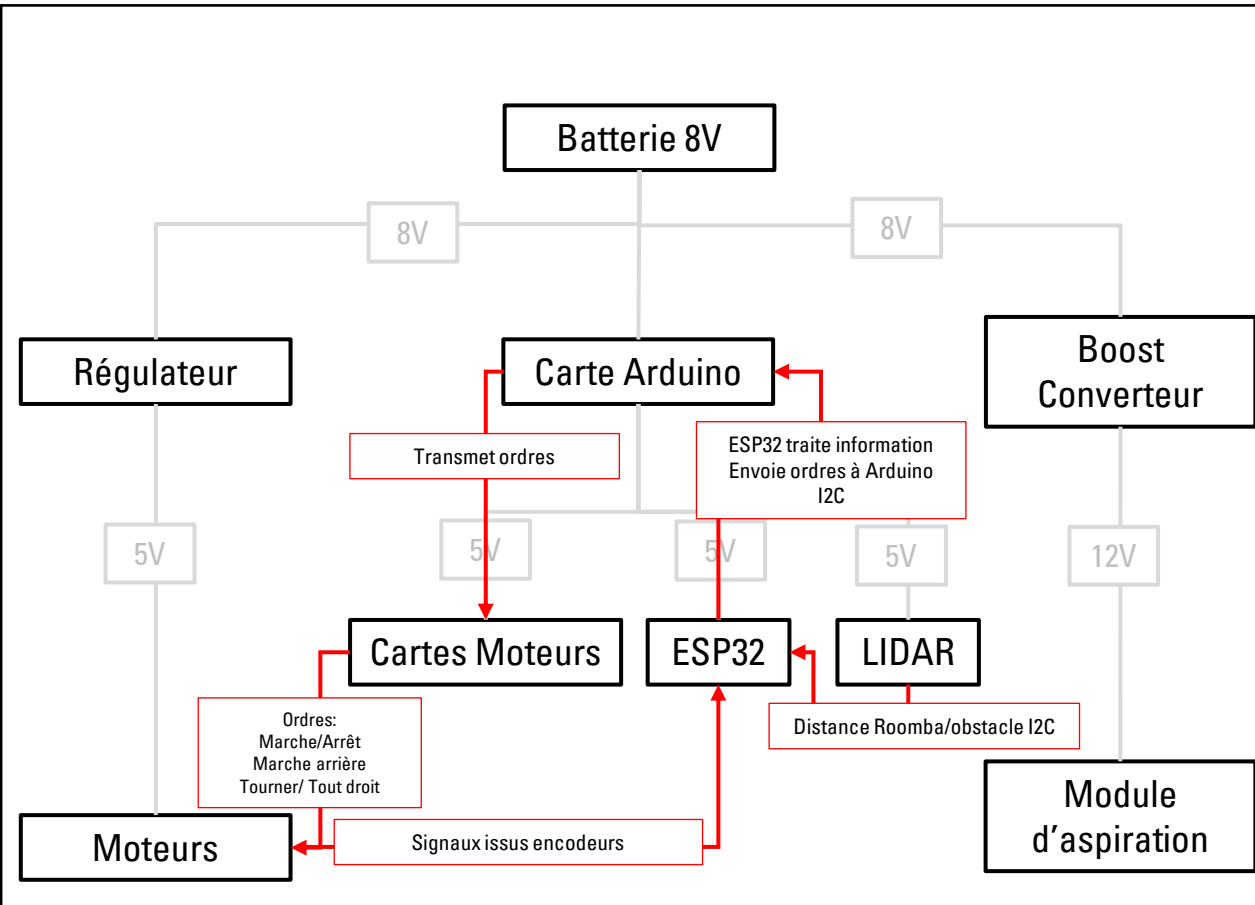 Batterie 8V
8V
8V
Régulateur
Carte Arduino
Boost
Converteur
Transmet ordres
ESP32 traite information
Envoie ordres à Arduino
I2C
5V
5V
5V
5V
12V
Cartes Moteurs
ESP32
LIDAR
Ordres:
Marche/Arrêt
Marche arrière
Tourner/ Tout droit
Distance Roomba/obstacle I2C
Moteurs
Signaux issus encodeurs
Module
d'aspiration